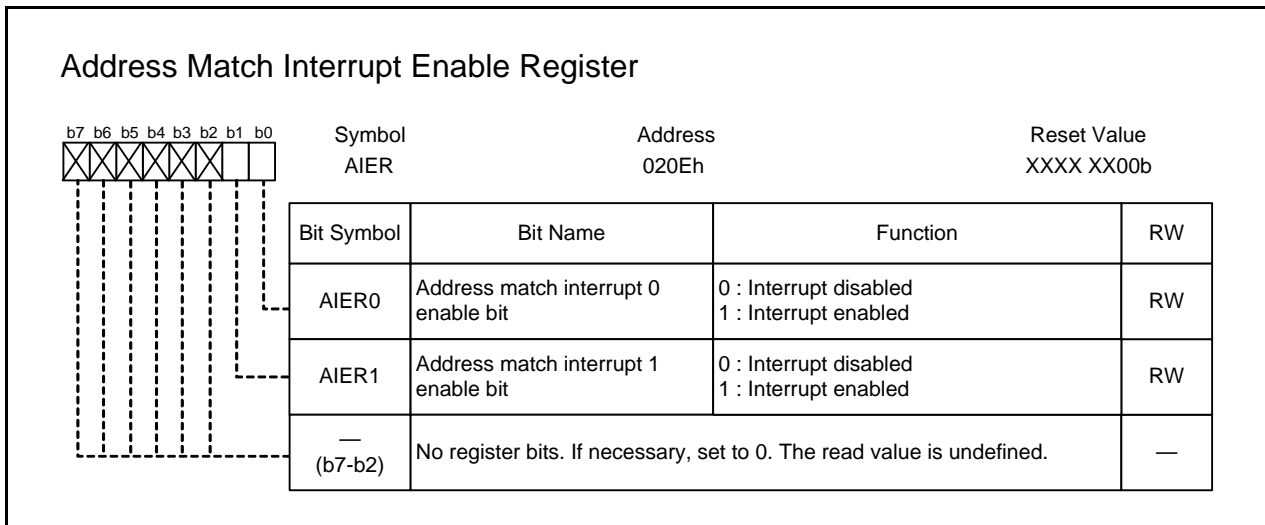 Address Match Interrupt Enable Register
b7 b6 b5 b4 b3 b2 b1 b0
Symbol Address Reset Value
AIER 020Eh XXXX XX00b
Bit Symbol Bit Name Function RW
AIER0 Address match interrupt 0 0 : Interrupt disabled RW
enable bit 1 : Interrupt enabled
AIER1 Address match interrupt 1 0 : Interrupt disabled RW
enable bit 1 : Interrupt enabled
— No register bits. If necessary, set to 0. The read value is undefined. —
(b7-b2)